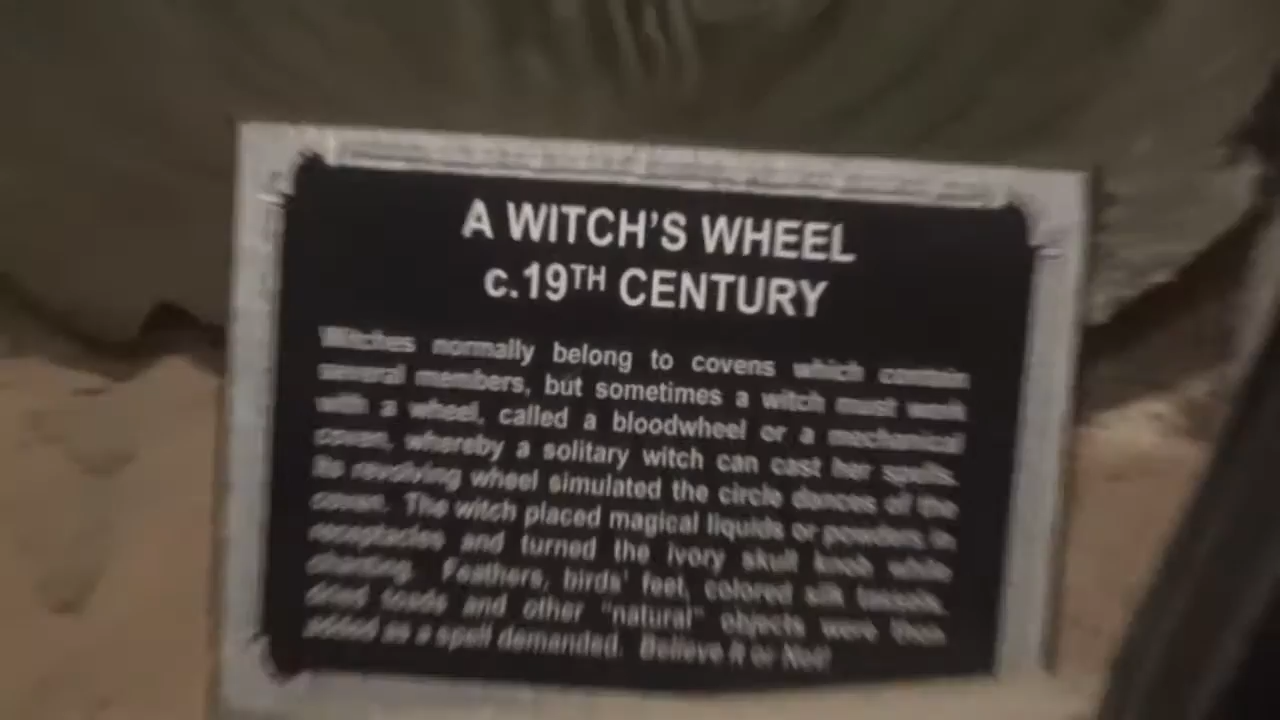 A WITCH'S WHEEL
c.19TH CENTURY
Witches normally belong to covens which contain
several members, but sometimes a witch must work
with a wheel, called a bloodwheel or a mechanical
coven, whereby a solitary witch can cast her spells.
Its revolving wheel simulated the circle dances of the
coven. The witch placed magical liquids or powders in
receptacles and turned the ivory skull knob while
chanting. Feathers, birds' feet, colored silk tassels,
dried toads and other "natural" objects were then
added as a spell demanded. Believe It or Not!